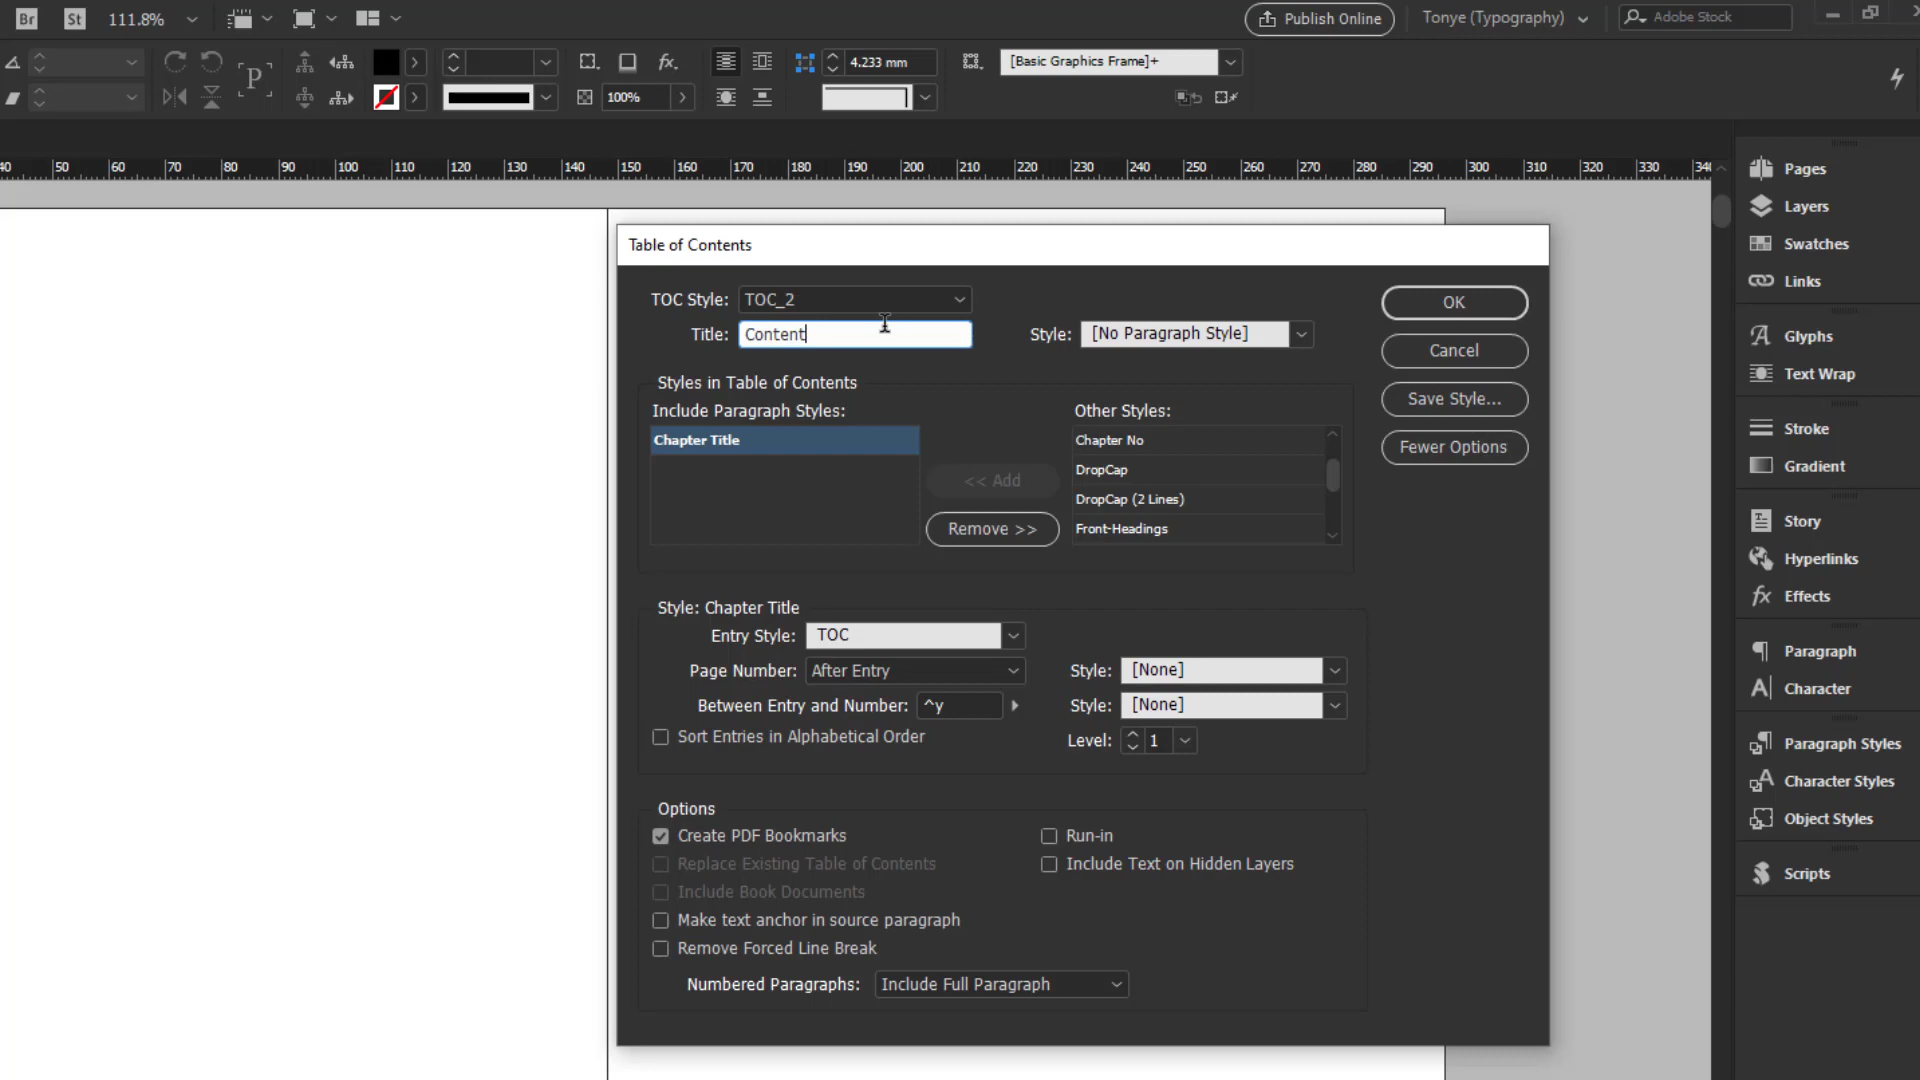 Br St 111.8% Publish Online Tonye (Typography) Adobe Stock
P fx. 4.233 mm [Basic Graphics Frame]+
100%
40 50 60 70 80 90 100 110 120 130 140 150 160 170 180 190 200 210 220 230 240 250 260 270 280 290 300 310 320 330 34
Table of Contents
TOC Style: TOC_2
Title: Content
Style: [No Paragraph Style]
OK
Cancel
Save Style...
Fewer Options
Styles in Table of Contents
Include Paragraph Styles:
Chapter Title
<< Add
Remove >>
Other Styles:
Chapter No
DropCap
DropCap (2 Lines)
Front-Headings
Style: Chapter Title
Entry Style: TOC
Page Number: After Entry
Style: [None]
Between Entry and Number: ^y
Style: [None]
Sort Entries in Alphabetical Order
Level: 1
Options
Create PDF Bookmarks
Run-in
Replace Existing Table of Contents
Include Text on Hidden Layers
Include Book Documents
Make text anchor in source paragraph
Remove Forced Line Break
Numbered Paragraphs: Include Full Paragraph
Pages
Layers
Swatches
Links
Glyphs
Text Wrap
Stroke
Gradient
Story
Hyperlinks
fx Effects
Paragraph
Character
Paragraph Styles
Character Styles
Object Styles
Scripts